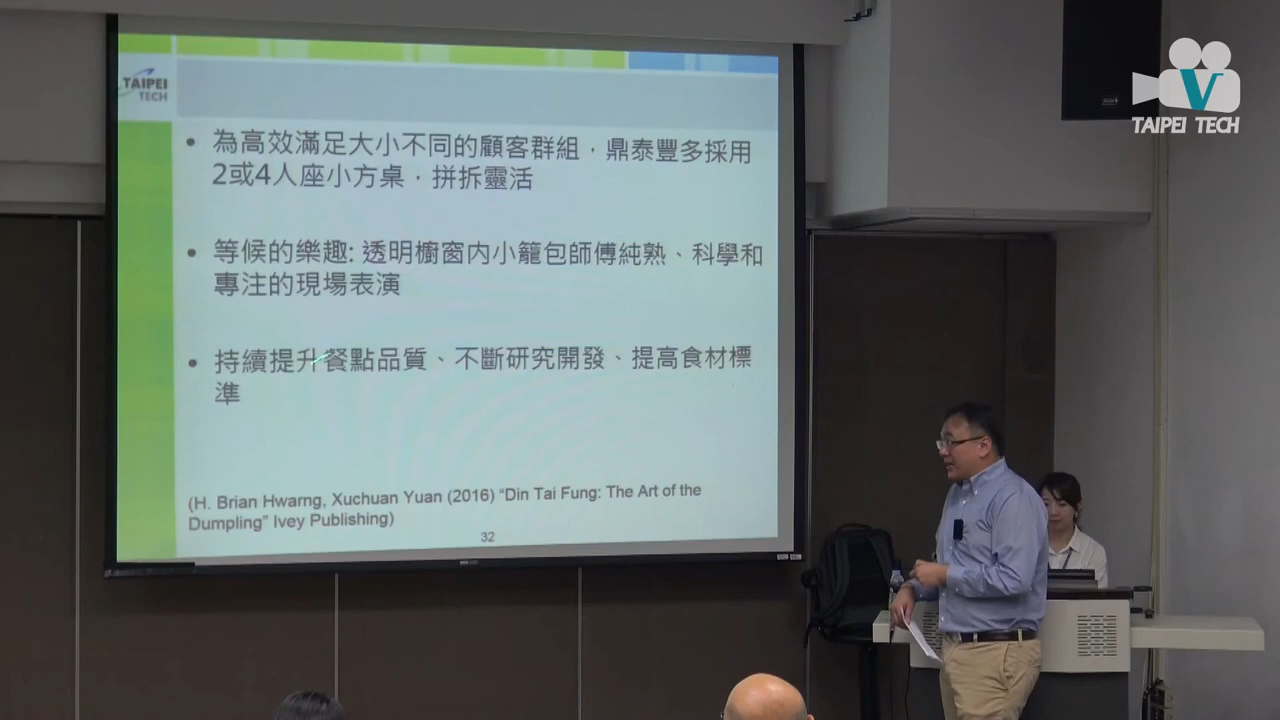 TAIPEI
TECH
• 為高效滿足大小不同的顧客群組，鼎泰豐多採用
2或4人座小方桌，拼拆靈活
• 等候的樂趣: 透明櫥窗內小籠包師傅純熟、科學和
專注的現場表演
• 持續提升餐點品質、不斷研究開發、提高食材標
準
(H. Brian Hwarng, Xuchuan Yuan (2016) “Din Tai Fung: The Art of the
Dumpling” Ivey Publishing)
32
V
TAIPEI TECH